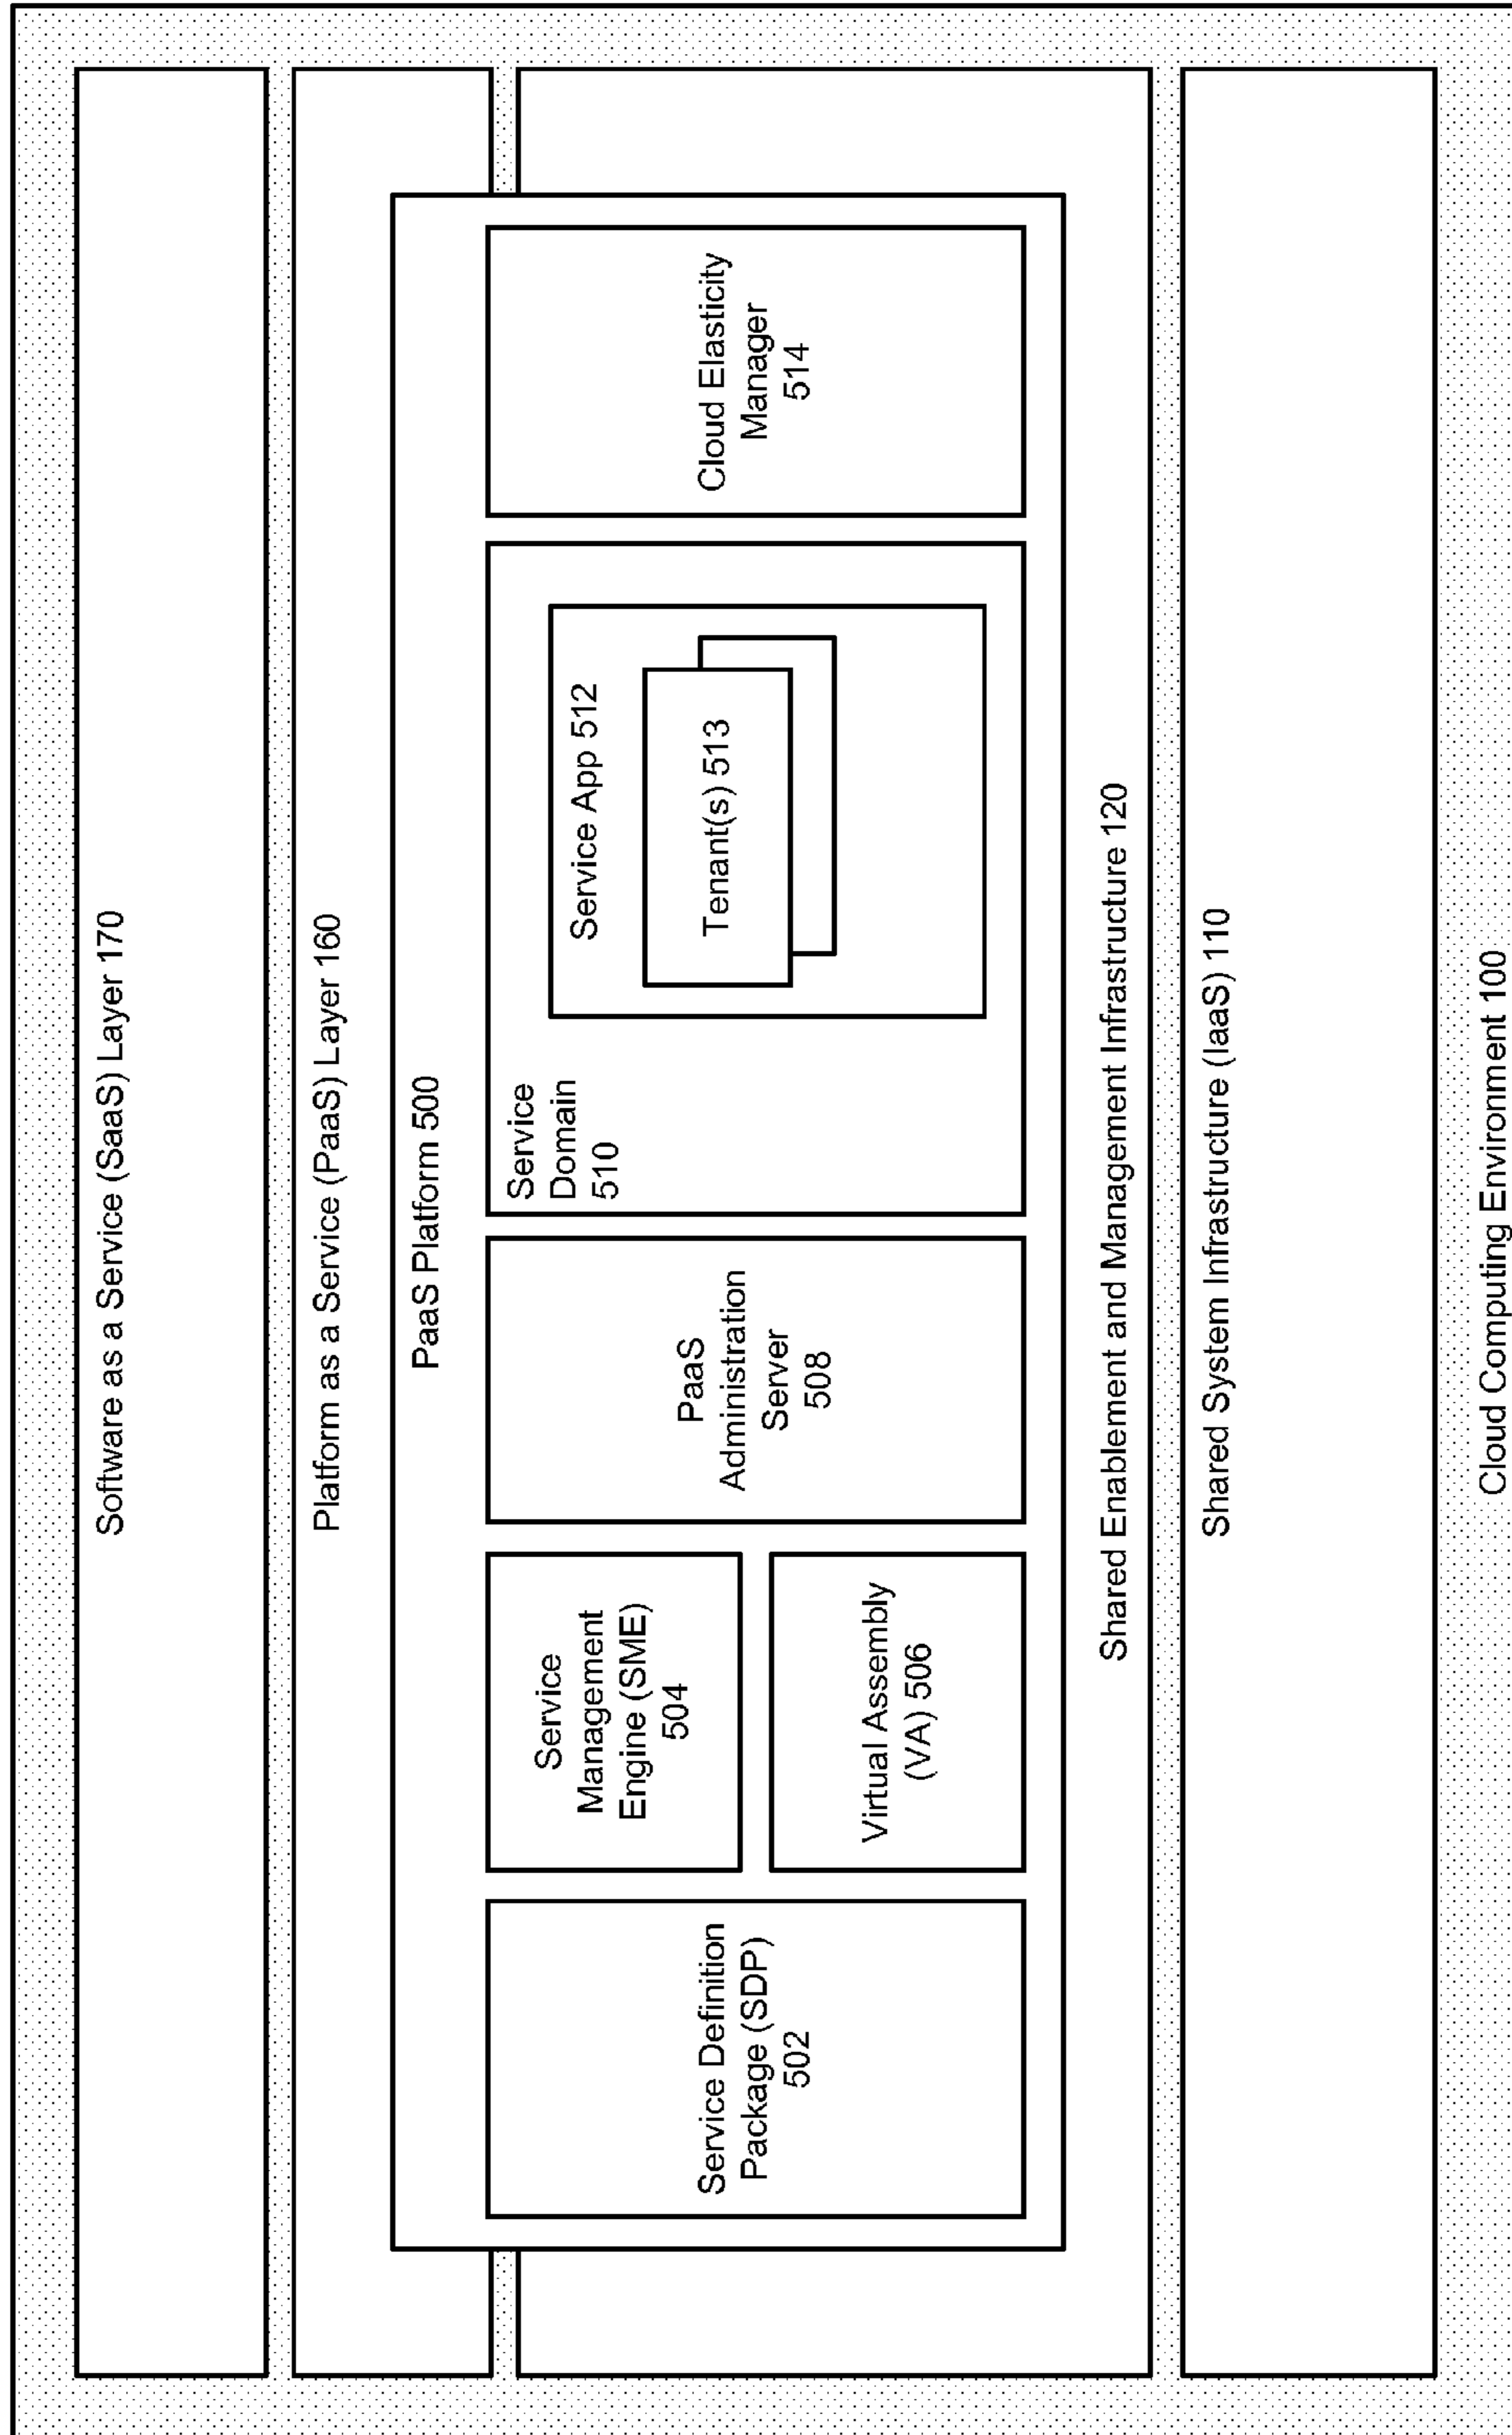 Software as a Service (SaaS) Layer 170
Platform as a Service (PaaS) Layer 160
PaaS Platform 500
Service Definition
Package (SDP)
502
Service
Management
Engine (SME)
504
Virtual Assembly
(VA) 506
PaaS
Administration
Server
508
Service
Domain
510
Service App 512
Tenant(s) 513
Cloud Elasticity
Manager
514
Shared Enablement and Management Infrastructure 120
Shared System Infrastructure (IaaS) 110
Cloud Computing Environment 100